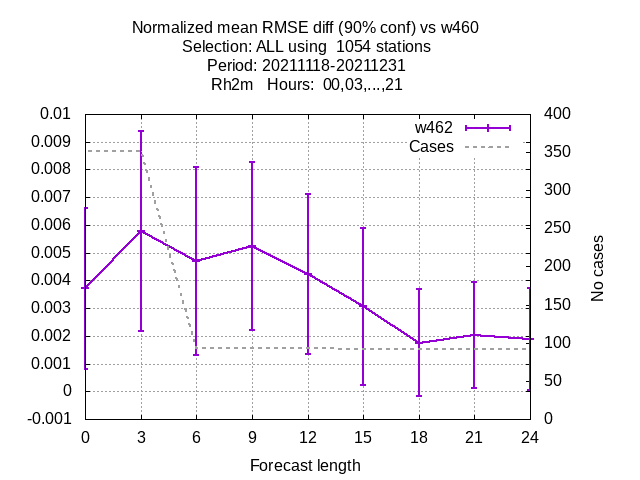 Normalized mean RMSE diff (90% conf) vs w460
Selection: ALL using  1054 stations
Period: 20211118-20211231
Rh2m   Hours:  00,03,...,21
w462
Cases
0.01
0.009
0.008
0.007
0.006
0.005
0.004
0.003
0.002
0.001
0
-0.001
400
350
300
250
200
150
100
50
0
No cases
0 3 6 9 12 15 18 21 24
Forecast length